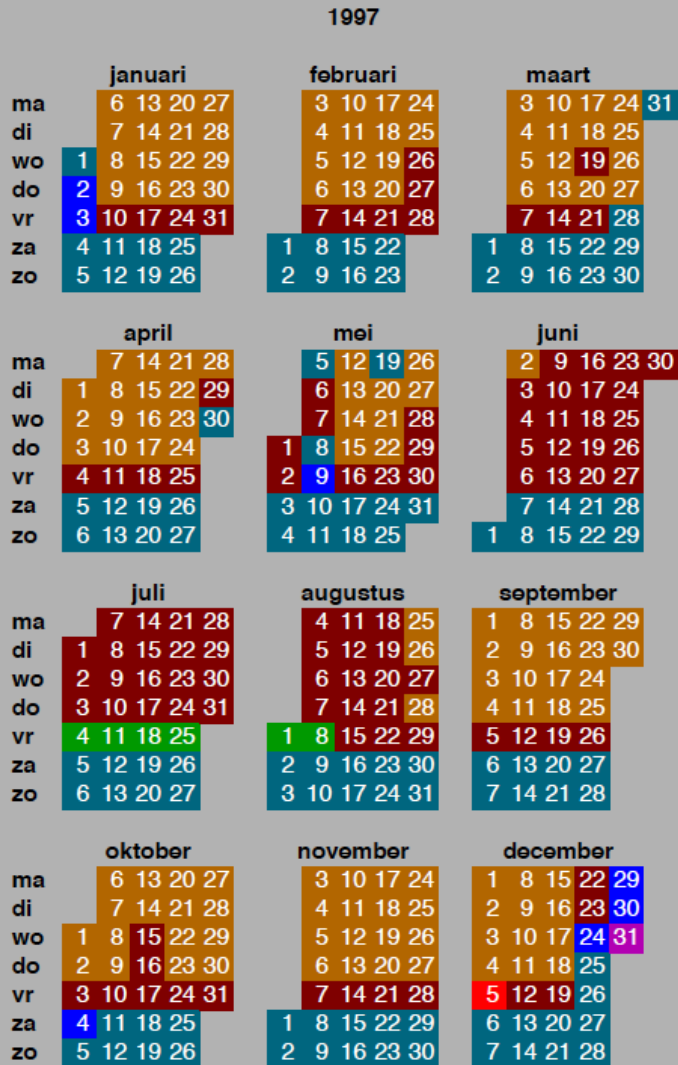 1997
januari februari maart
ma 6 13 20 27 3 10 17 24 3 10 17 24 31
di 7 14 21 28 4 11 18 25 4 11 18 25
wo 1 8 15 22 29 5 12 19 26 5 12 19 26
do 2 9 16 23 30 6 13 20 27 6 13 20 27
vr 3 10 17 24 31 7 14 21 28 7 14 21 28
za 4 11 18 25 1 8 15 22 1 8 15 22 29
zo 5 12 19 26 2 9 16 23 2 9 16 23 30
april mei juni
ma 7 14 21 28 5 12 19 26 2 9 16 23 30
di 1 8 15 22 29 6 13 20 27 3 10 17 24
wo 2 9 16 23 30 7 14 21 28 4 11 18 25
do 3 10 17 24 1 8 15 22 29 5 12 19 26
vr 4 11 18 25 2 9 16 23 30 6 13 20 27
za 5 12 19 26 3 10 17 24 31 7 14 21 28
zo 6 13 20 27 4 11 18 25 1 8 15 22 29
juli augustus september
ma 7 14 21 28 4 11 18 25 1 8 15 22 29
di 1 8 15 22 29 5 12 19 26 2 9 16 23 30
wo 2 9 16 23 30 6 13 20 27 3 10 17 24
do 3 10 17 24 31 7 14 21 28 4 11 18 25
vr 4 11 18 25 1 8 15 22 29 5 12 19 26
za 5 12 19 26 2 9 16 23 30 6 13 20 27
zo 6 13 20 27 3 10 17 24 31 7 14 21 28
oktober november december
ma 6 13 20 27 3 10 17 24 1 8 15 22 29
di 7 14 21 28 4 11 18 25 2 9 16 23 30
wo 1 8 15 22 29 5 12 19 26 3 10 17 24 31
do 2 9 16 23 30 6 13 20 27 4 11 18 25
vr 3 10 17 24 31 7 14 21 28 5 12 19 26
za 4 11 18 25 1 8 15 22 29 6 13 20 27
zo 5 12 19 26 2 9 16 23 30 7 14 21 28